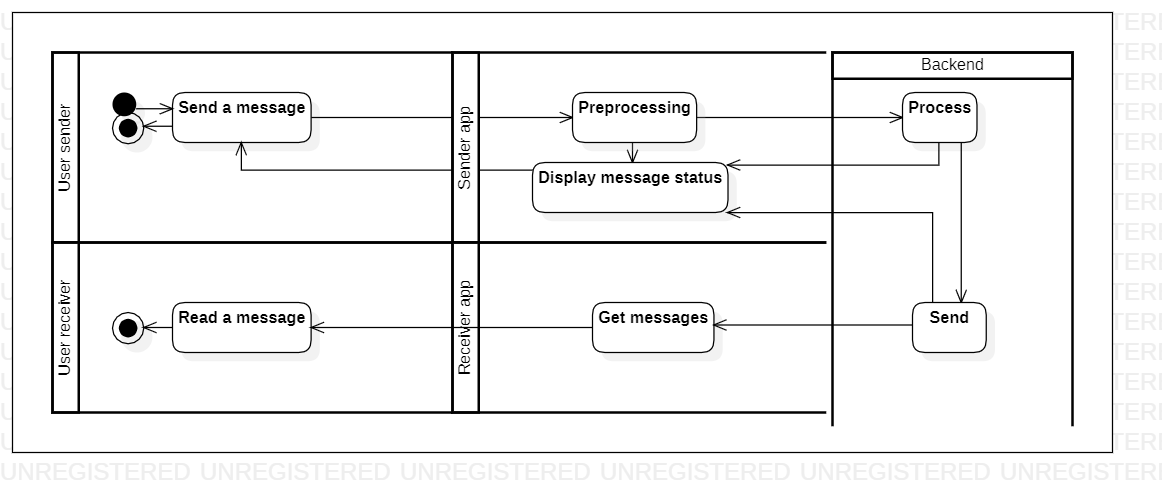 Backend
User sender
Send a message
Sender app
Preprocessing
Process
Display message status
User receiver
Read a message
Receiver app
Get messages
Send
UNREGISTERED UNREGISTERED UNREGISTERED UNREGISTERED UNREGISTERED UNREGISTERI